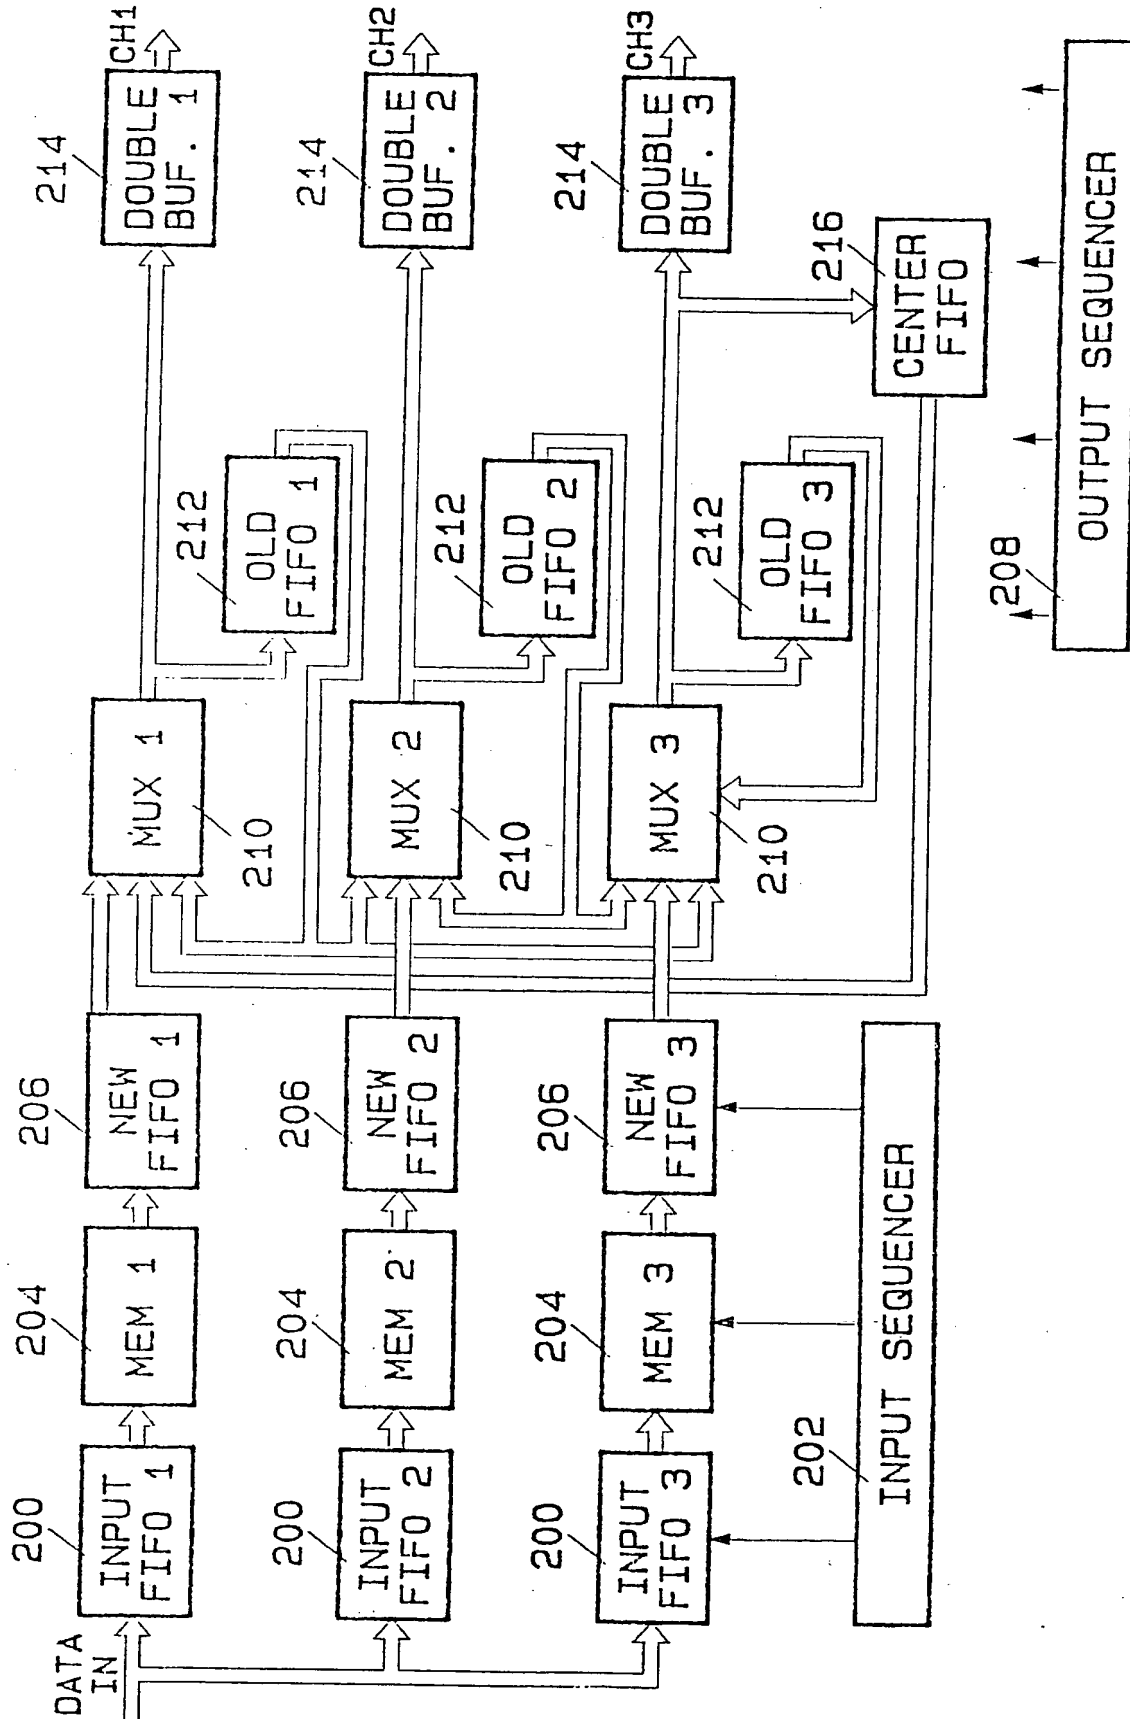 DATA
IN
200
INPUT
FIFO 1
204
MEM 1
206
NEW
FIFO 1
MUX 1
210
212
OLD
FIFO 1
214
DOUBLE
BUF. 1
CH1
200
INPUT
FIFO 2
204
MEM 2
206
NEW
FIFO 2
MUX 2
210
212
OLD
FIFO 2
214
DOUBLE
BUF. 2
CH2
200
INPUT
FIFO 3
204
MEM 3
206
NEW
FIFO 3
MUX 3
210
212
OLD
FIFO 3
214
DOUBLE
BUF. 3
CH3
216
CENTER
FIFO
202
INPUT SEQUENCER
208
OUTPUT SEQUENCER